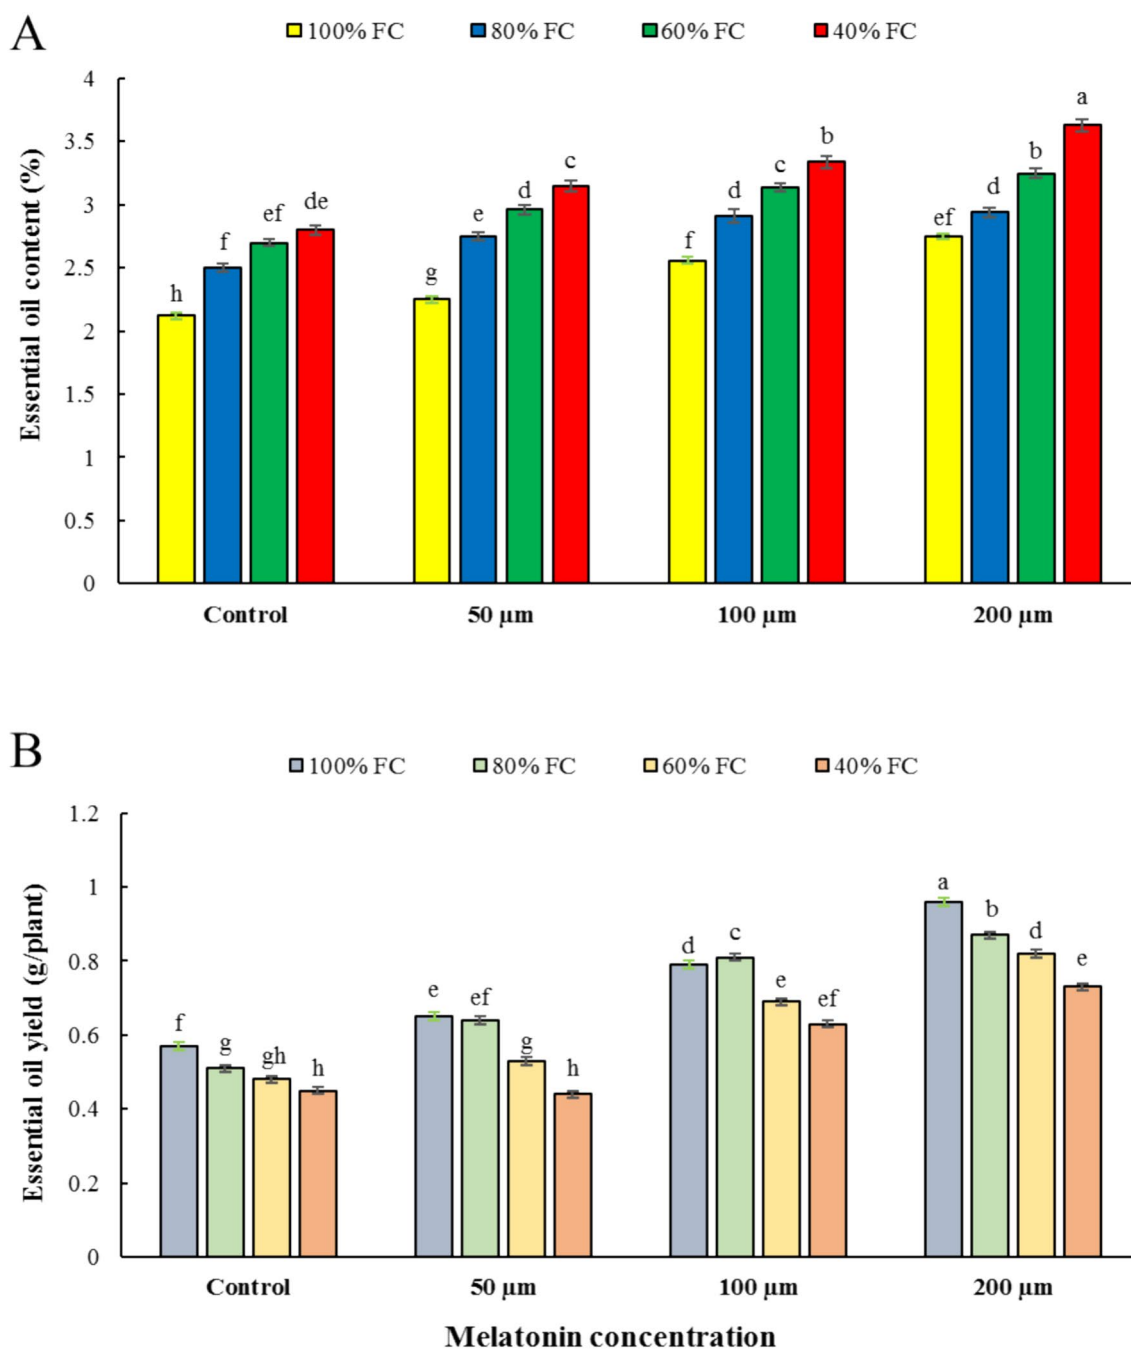 A
100% FC 80% FC 60% FC 40% FC
Essential oil content (%)
4
3.5
3
2.5
2
1.5
1
0.5
0
h f ef de
g e d c
f d c b
ef d b a
Control 50 μm 100 μm 200 μm
B
100% FC 80% FC 60% FC 40% FC
Essential oil yield (g/plant)
1.2
1
0.8
0.6
0.4
0.2
0
f g gh h
e ef g h
d c e ef
a b d e
Control 50 μm 100 μm 200 μm
Melatonin concentration